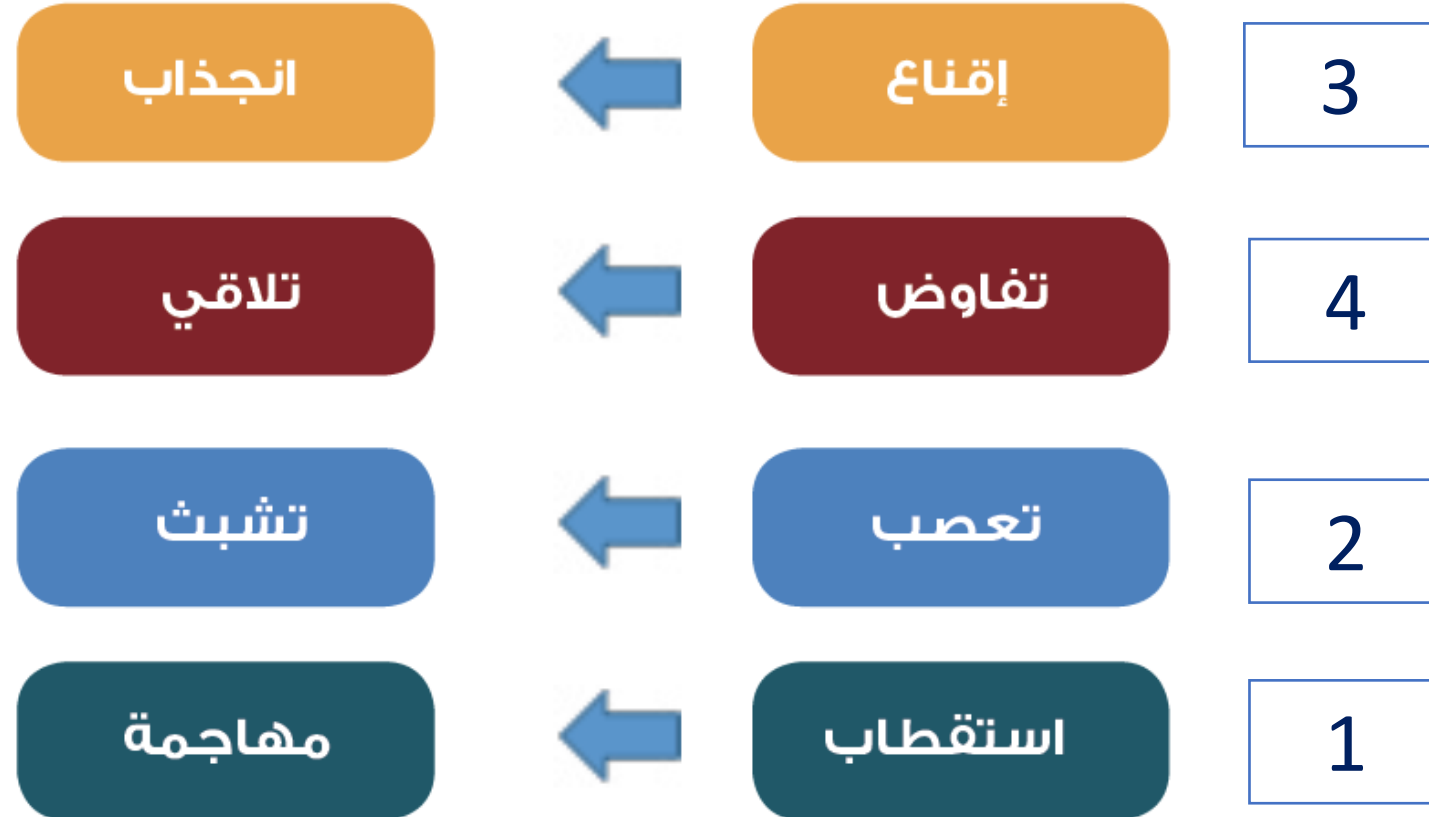 3 إقناع انجذاب
4 تفاوض تلاقي
2 تعصب تشبث
1 استقطاب مهاجمة